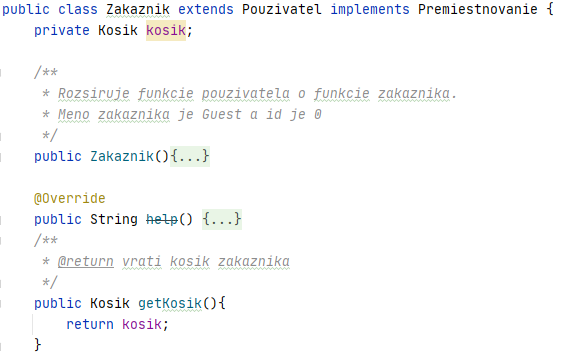 public class Zakaznik extends Pouzivatel implements Premiestnovanie {
    private Kosik kosik;

    /**
     * Rozsiruje funkcie pouzivatela o funkcie zakaznika.
     * Meno zakaznika je Guest a id je 0
     */
    public Zakaznik(){...}

    @Override
    public String help() {...}
    /**
     * @return vrati kosik zakaznika
     */
    public Kosik getKosik(){
        return kosik;
    }